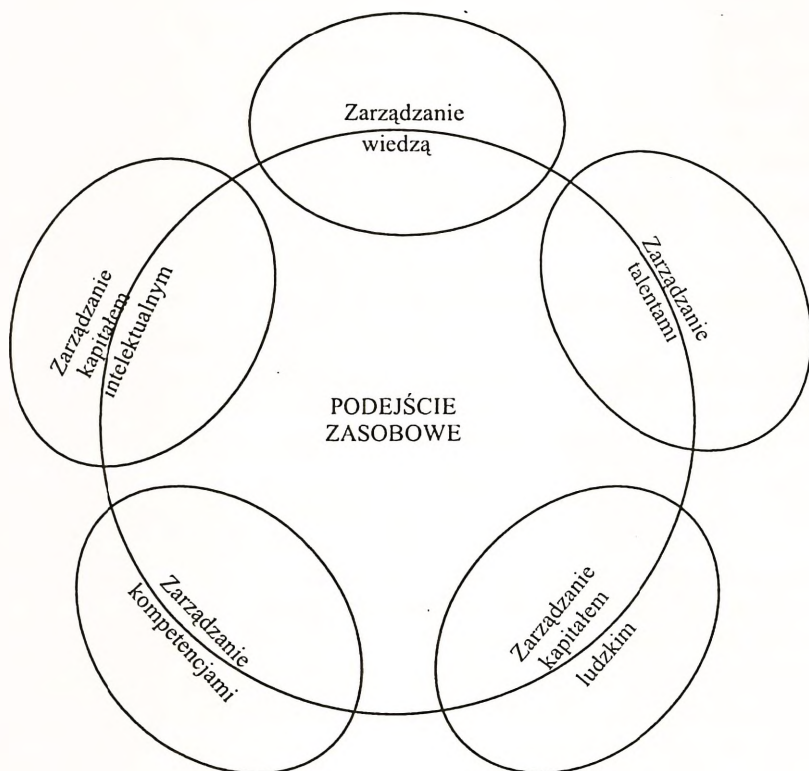 Zarządzanie
wiedzą
Zarządzanie
talentami
Zarządzanie
kapitałem
intelektualnym
PODEJŚCIE
ZASOBOWE
Zarządzanie
kompetencjami
Zarządzanie
kapitałem
ludzkim